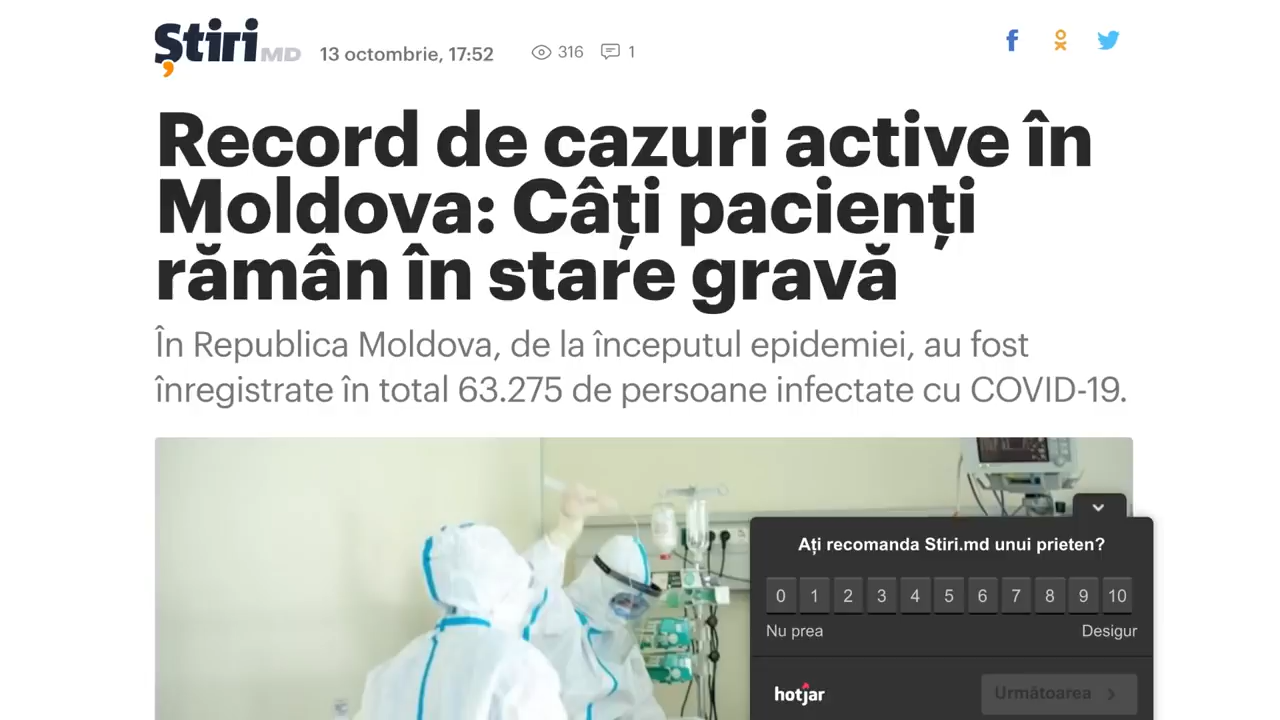 Știri MD 13 octombrie, 17:52 316 1
Record de cazuri active în
Moldova: Câți pacienți
rămân în stare gravă
În Republica Moldova, de la începutul epidemiei, au fost
înregistrate în total 63.275 de persoane infectate cu COVID-19.
Ați recomanda Stiri.md unui prieten?
0 1 2 3 4 5 6 7 8 9 10
Nu prea Desigur
hotjar Următoarea